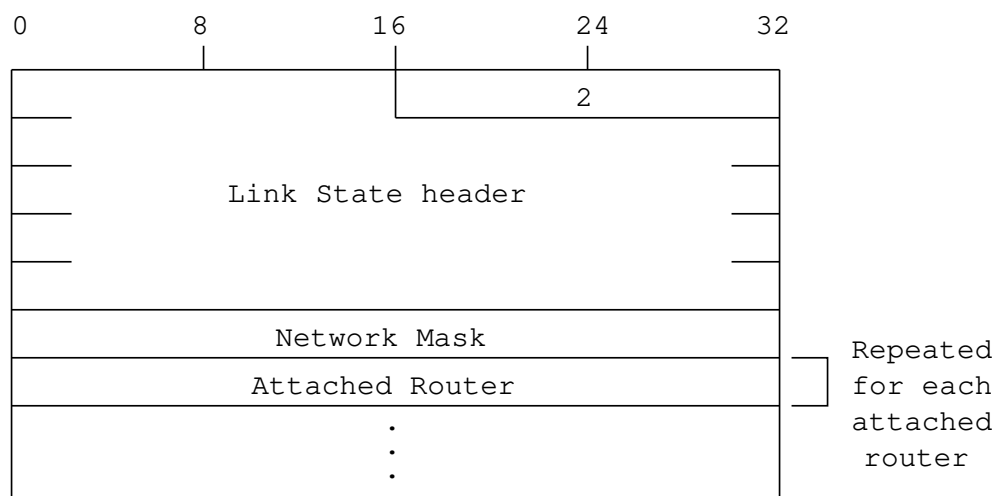 0 8 16 24 32
2
Link State header
Network Mask
Attached Router
Repeated
for each
attached
router
.
.
.